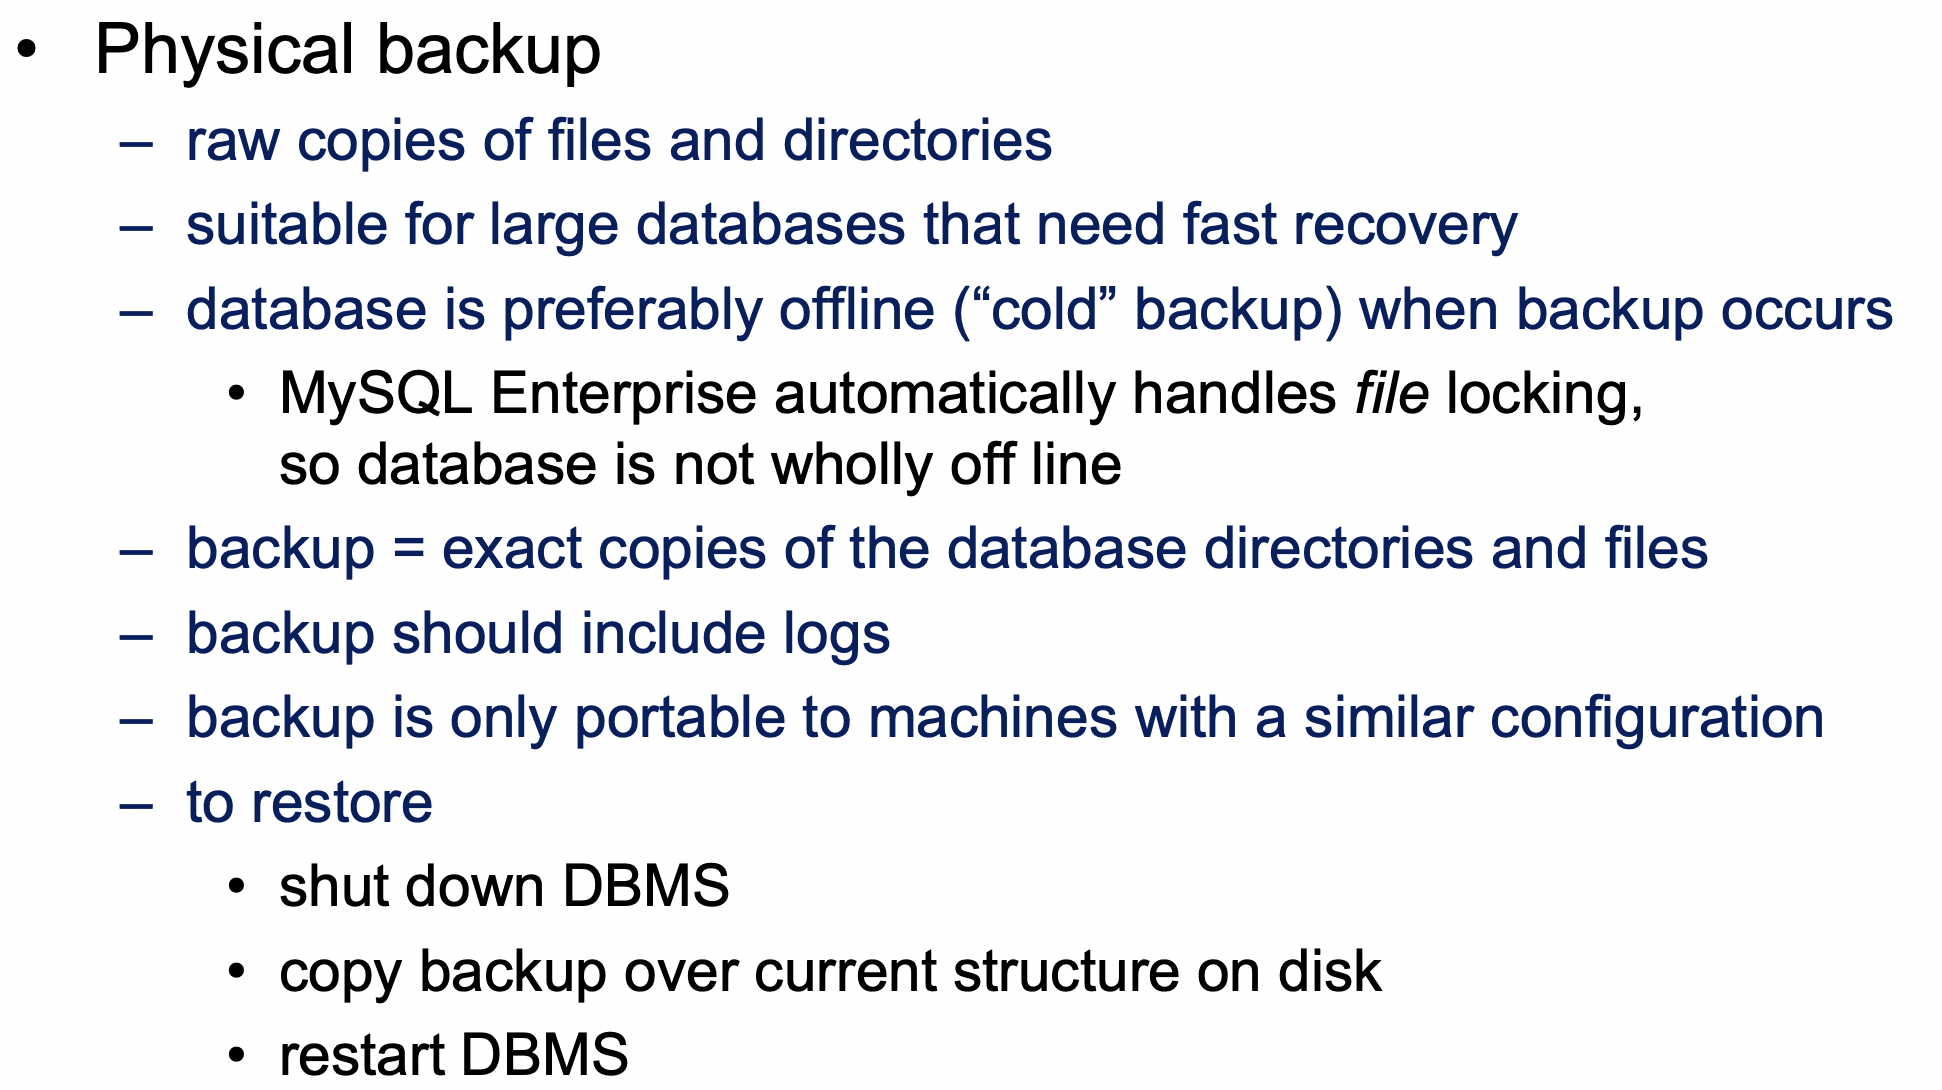 • Physical backup
– raw copies of files and directories
– suitable for large databases that need fast recovery
– database is preferably offline (“cold” backup) when backup occurs
• MySQL Enterprise automatically handles file locking,
so database is not wholly off line
– backup = exact copies of the database directories and files
– backup should include logs
– backup is only portable to machines with a similar configuration
– to restore
• shut down DBMS
• copy backup over current structure on disk
• restart DBMS